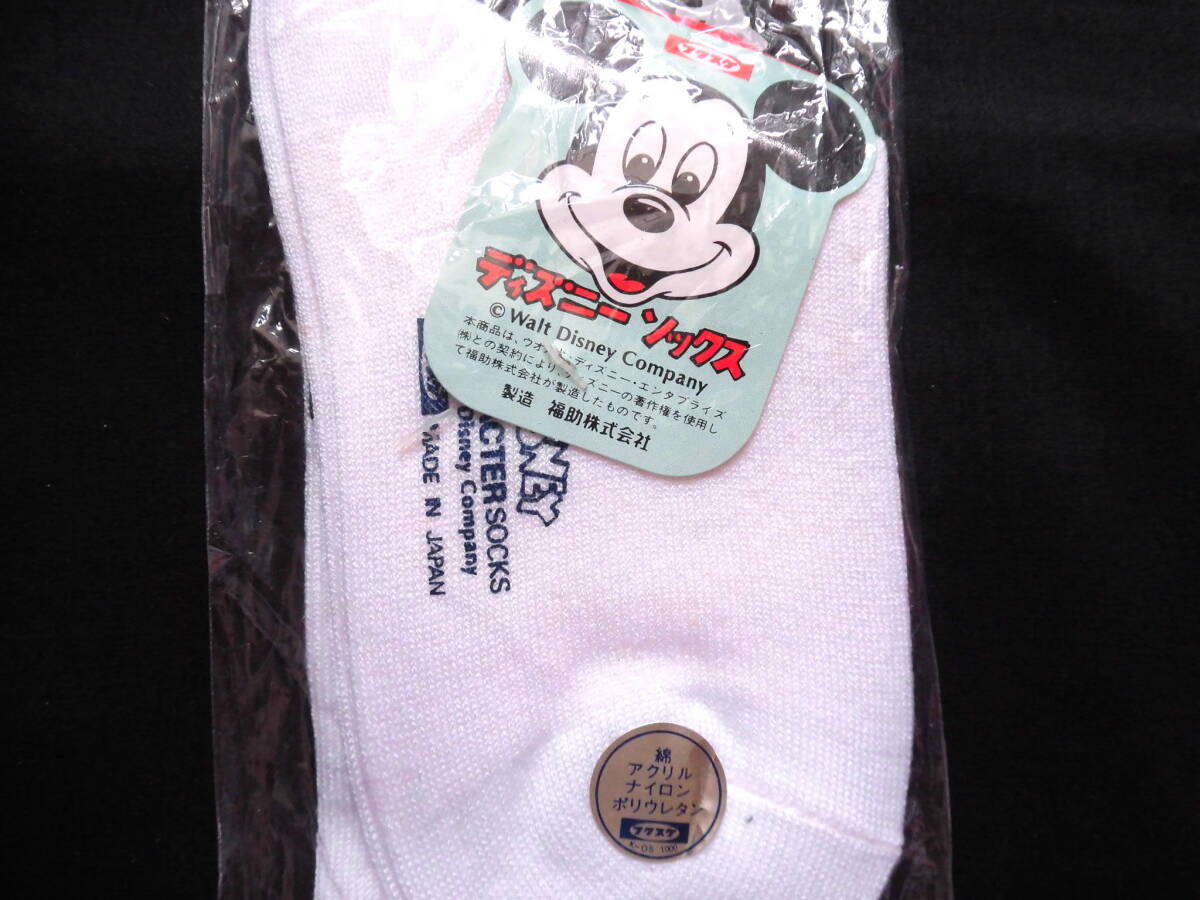 フクスケ
ディズニー ソックス
© Walt Disney Company
本商品は、ウオルト・ディズニー・エンタプライズ
(株)との契約により、ディズニーの著作権を使用し
て福助株式会社が製造したものです。
製造 福助株式会社
CTER SOCKS
Disney Company
MADE IN JAPAN
綿
アクリル
ナイロン
ポリウレタン
フクスケ
K-DS 1000